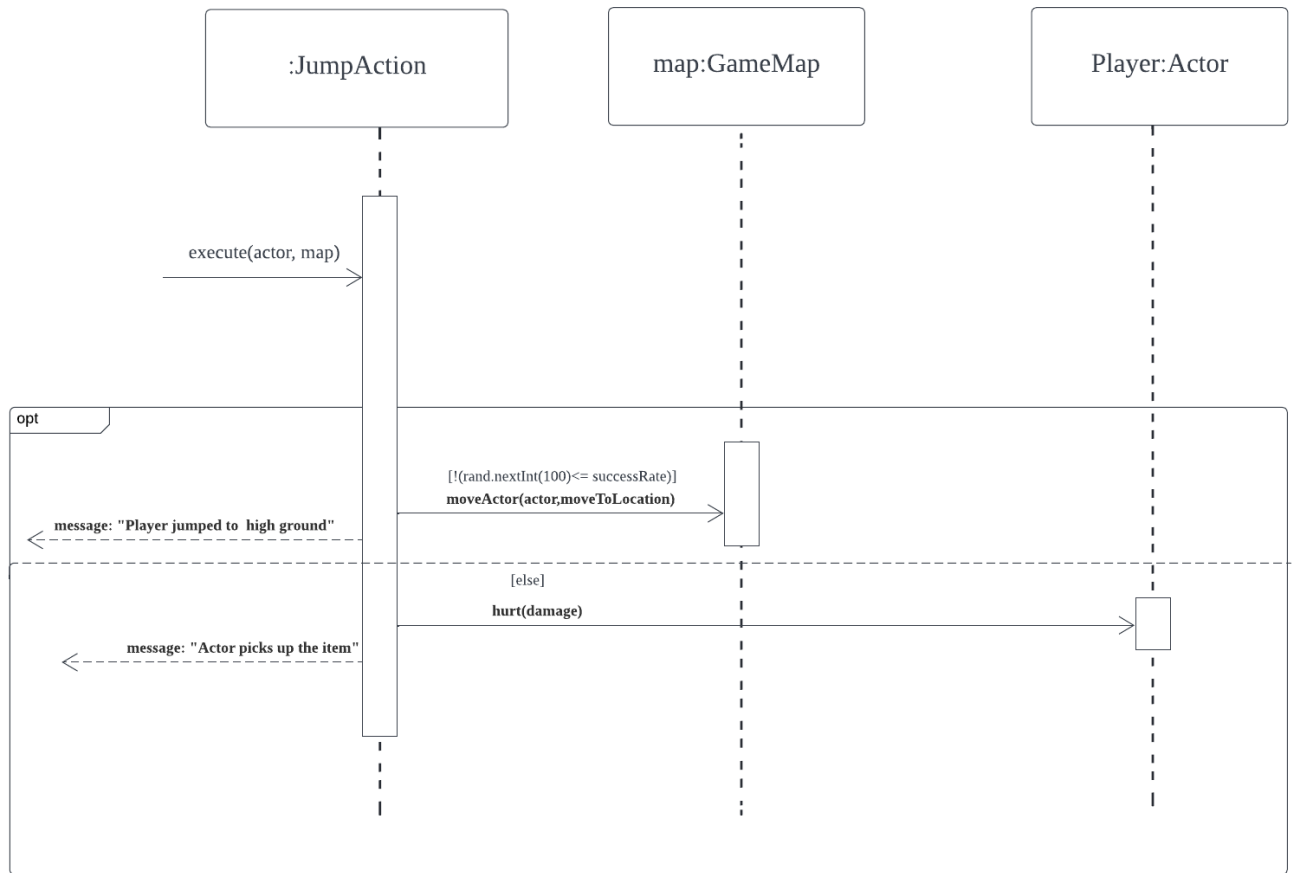 :JumpAction
map:GameMap
Player:Actor
execute(actor, map)
opt
[!(rand.nextInt(100)<= successRate)]
moveActor(actor,moveToLocation)
message: "Player jumped to  high ground"
[else]
hurt(damage)
message: "Actor picks up the item"